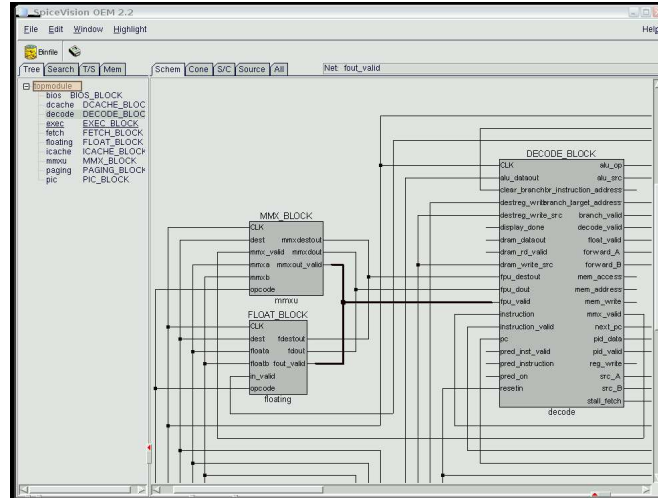 SpiceVision OEM 2.2
File Edit Window Highlight Help
Binfile
Tree Search T/S Mem
Schem Cone S/C Source All
Net: fout_valid
topmodule
bios BIOS_BLOCK
dcache DCACHE_BLOC
decode DECODE_BLOC
exec EXEC_BLOCK
fetch FETCH_BLOCK
floating FLOAT_BLOCK
icache ICACHE_BLOCK
mmxu MMX_BLOCK
paging PAGING_BLOCK
pic PIC_BLOCK
MMX_BLOCK
CLK
dest mmxdestout
mmx_valid mmxdout
mmxa mmxout_valid
mmxb
opcode
mmxu
FLOAT_BLOCK
CLK
dest fdestout
floata fdout
floatb fout_valid
in_valid
opcode
floating
DECODE_BLOCK
CLK alu_op
alu_dataout alu_src
clear_branch br_instruction_address
destreg_write branch_target_address
destreg_write_src branch_valid
display_done decode_valid
dram_dataout float_valid
dram_rd_valid forward_A
dram_write_src forward_B
fpu_destout mem_access
fpu_dout mem_address
fpu_valid mem_write
instruction mmx_valid
instruction_valid next_pc
pc pid_data
pred_inst_valid pid_valid
pred_instruction reg_write
pred_on src_A
resetin src_B
stall_fetch
decode